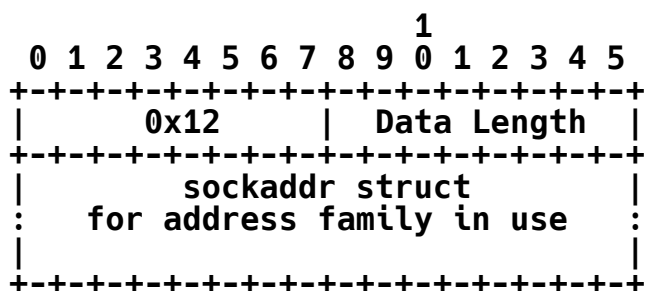 1
 0 1 2 3 4 5 6 7 8 9 0 1 2 3 4 5
+-+-+-+-+-+-+-+-+-+-+-+-+-+-+-+-+
|      0x12     |  Data Length  |
+-+-+-+-+-+-+-+-+-+-+-+-+-+-+-+-+
|        sockaddr struct        |
:   for address family in use   :
|                               |
+-+-+-+-+-+-+-+-+-+-+-+-+-+-+-+-+